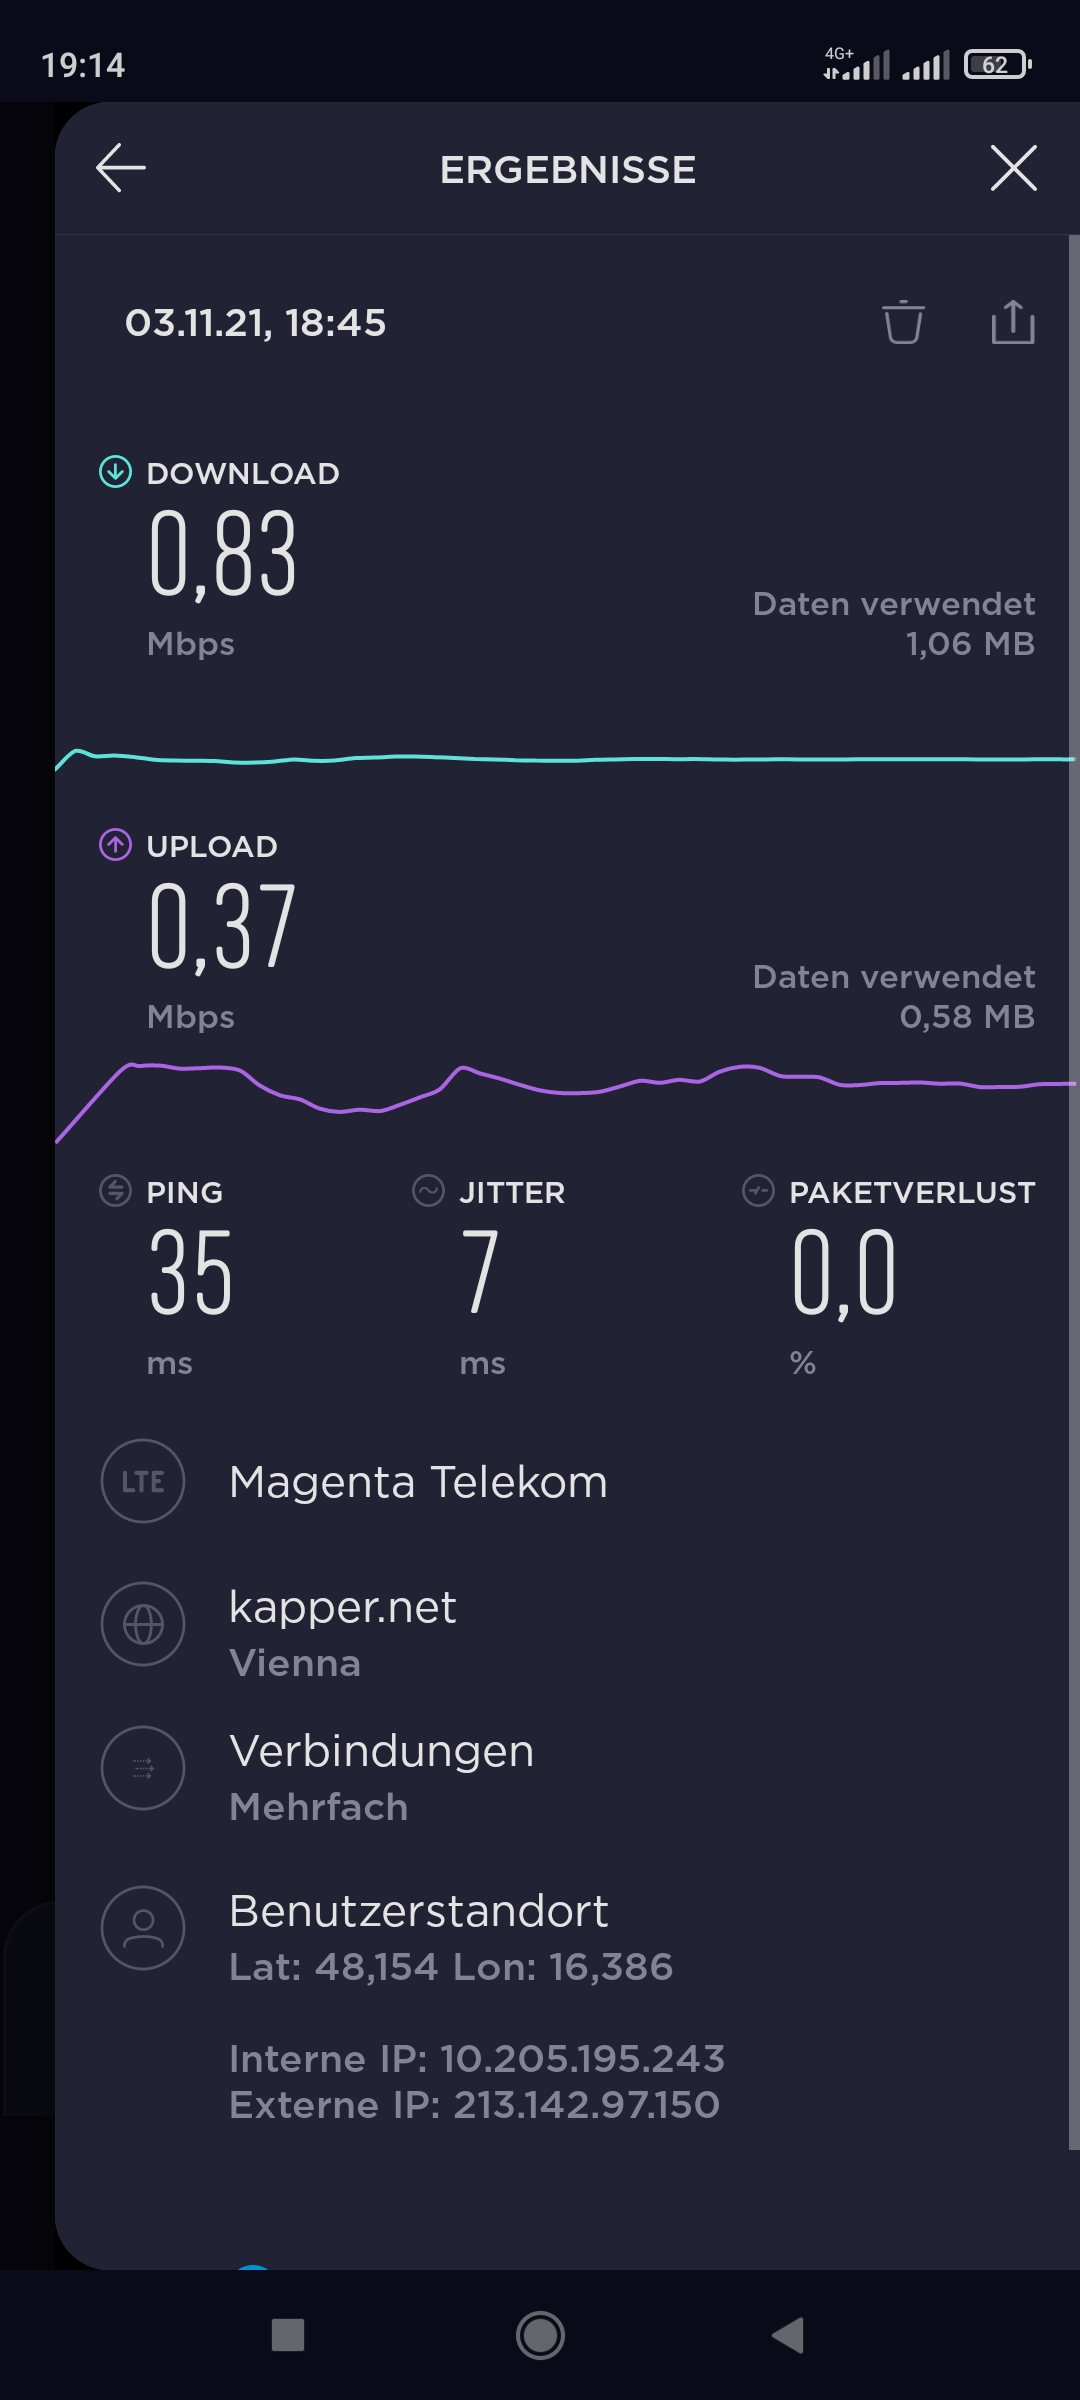 19:14
4G+
62
ERGEBNISSE
03.11.21, 18:45
DOWNLOAD
0,83
Mbps
Daten verwendet
1,06 MB
UPLOAD
0,37
Mbps
Daten verwendet
0,58 MB
PING
35
ms
JITTER
7
ms
PAKETVERLUST
0,0
%
LTE
Magenta Telekom
kapper.net
Vienna
Verbindungen
Mehrfach
Benutzerstandort
Lat: 48,154 Lon: 16,386
Interne IP: 10.205.195.243
Externe IP: 213.142.97.150